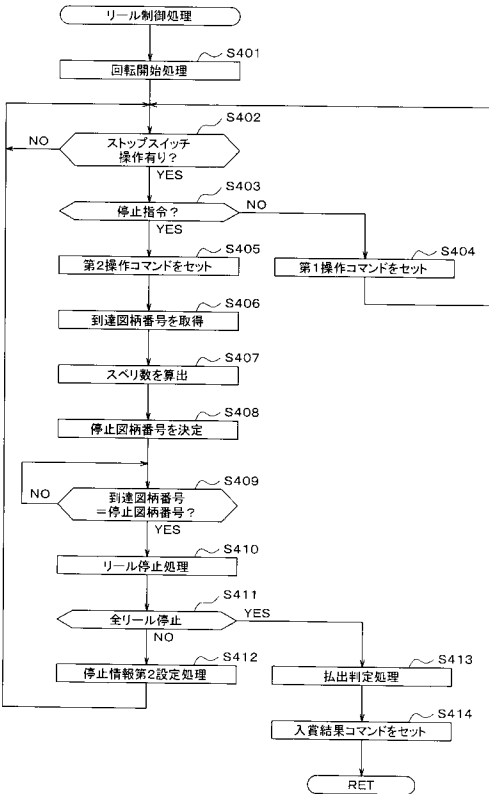 リール制御処理
S401
回転開始処理
S402
ストップスイッチ
操作有り？
NO
YES
S403
停止指令？
NO
YES
S404
第1操作コマンドをセット
S405
第2操作コマンドをセット
S406
到達図柄番号を取得
S407
スベリ数を算出
S408
停止図柄番号を決定
S409
到達図柄番号
＝停止図柄番号？
NO
YES
S410
リール停止処理
S411
全リール停止
YES
NO
S412
停止情報第2設定処理
S413
払出判定処理
S414
入賞結果コマンドをセット
RET